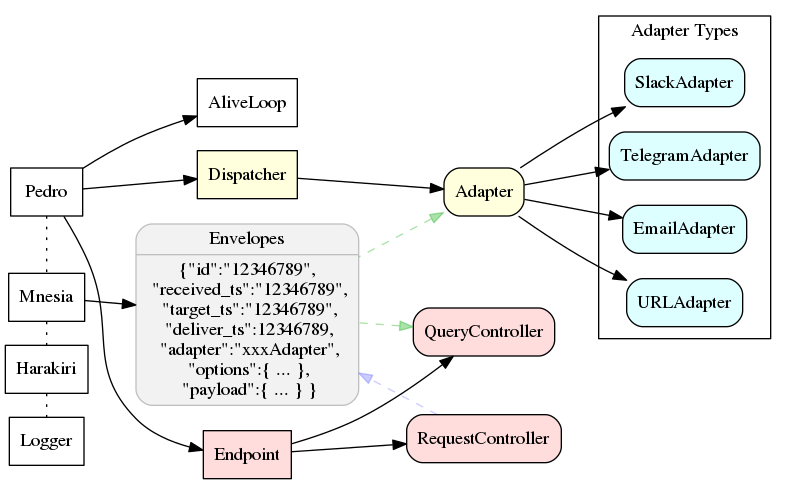 Adapter Types
SlackAdapter
AliveLoop
TelegramAdapter
Dispatcher
Pedro
Adapter
EmailAdapter
Envelopes
{"id":"12346789",
"received_ts":"12346789",
"target_ts":"12346789",
"deliver_ts":12346789,
"adapter":"xxxAdapter",
"options":{ ... },
"payload":{ ... } }
Mnesia
URLAdapter
QueryController
Harakiri
Logger
Endpoint
RequestController